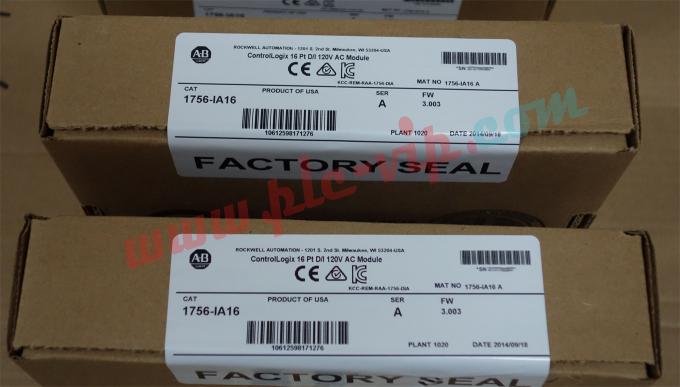 1756-IA16
A-B
ROCKWELL AUTOMATION - 1201 S. 2nd St. Milwaukee, WI 53204-USA
ControlLogix 16 Pt D/I 120V AC Module
KCC-REM-RAA-1756-DIA
MAT NO 1756-IA16 A
CAT
1756-IA16
PRODUCT OF USA
SER
A
FW
3.003
10612598171276
PLANT 1020 DATE 2014/09/18
FACTORY SEAL
www.plc-vip.com
A-B
ROCKWELL AUTOMATION - 1201 S. 2nd St. Milwaukee, WI 53204-USA
ControlLogix 16 Pt D/I 120V AC Module
KCC-REM-RAA-1756-DIA
MAT NO 1756-IA16 A
CAT
1756-IA16
PRODUCT OF USA
SER
A
FW
3.003
10612598171276
PLANT 1020 DATE 2014/09/18
FACTORY SEAL